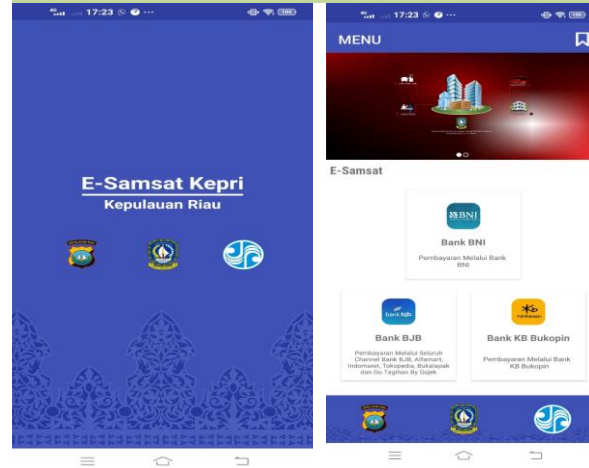 17:23
E-Samsat Kepri
Kepulauan Riau
17:23
MENU
E-Samsat
BNI
Bank BNI
Pembayaran Melalui Bank
BNI
bank bjb
Bank BJB
Pembayaran Melalui Seluruh
Channel Bank BJB, Alfamart,
Indomaret, Tokopedia, Bukalapak
dan Go Tagihan By Gojek
KB Bukopin
Bank KB Bukopin
Pembayaran Melalui Bank
KB Bukopin